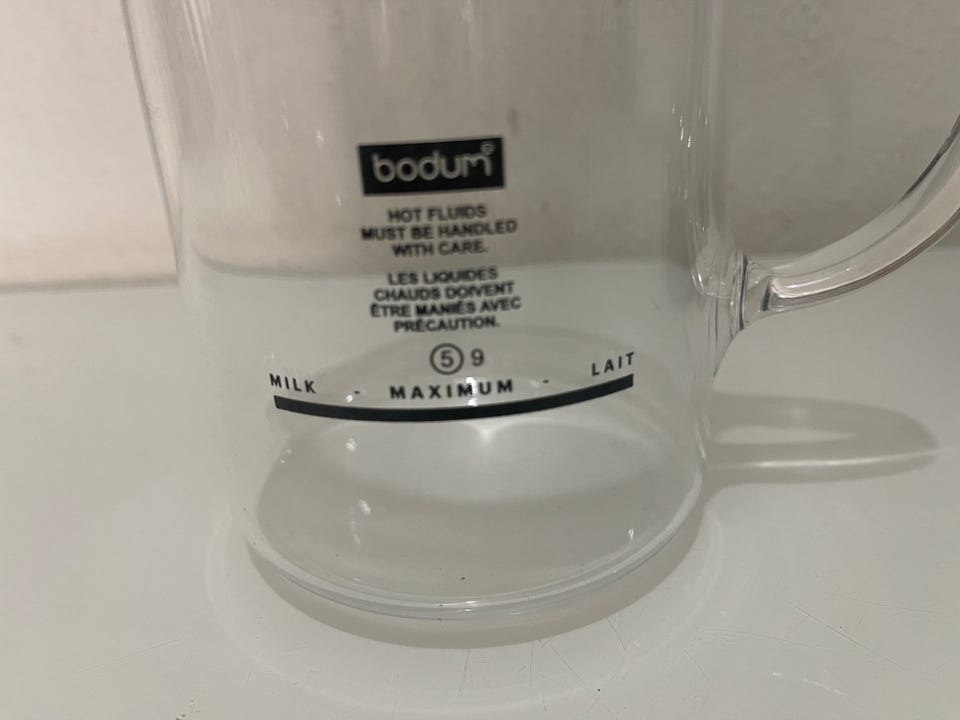 bodum®
HOT FLUIDS
MUST BE HANDLED
WITH CARE.
LES LIQUIDES
CHAUDS DOIVENT
ÊTRE MANIÉS AVEC
PRÉCAUTION.
⑤ 9
MILK - MAXIMUM - LAIT